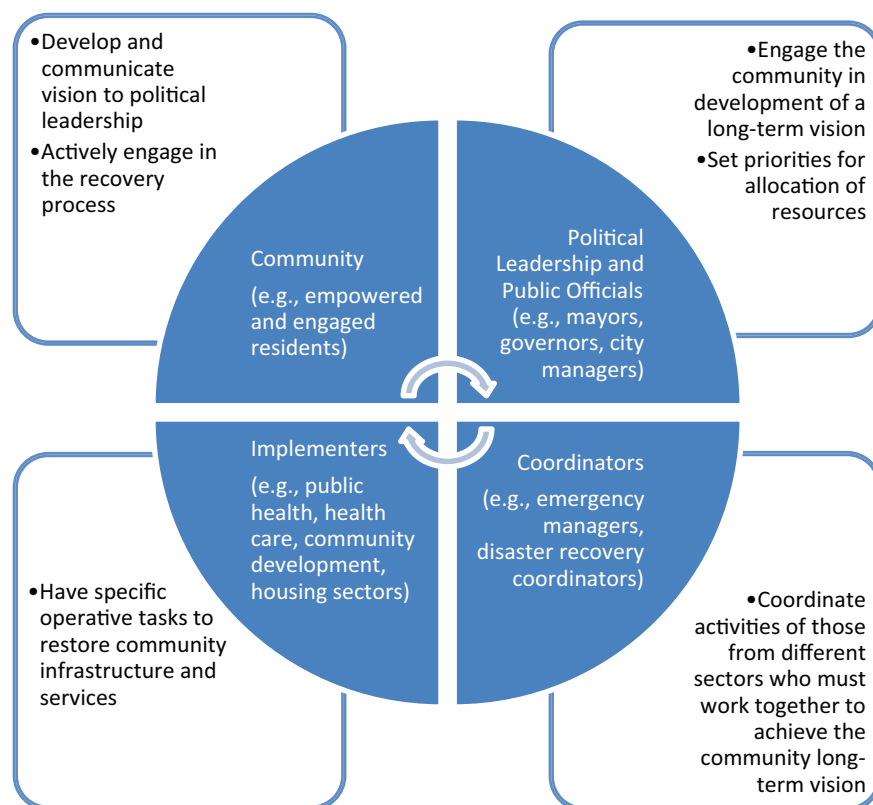 •Develop and
communicate
vision to political
leadership
•Actively engage in
the recovery
process
•Engage the
community in
development of a
long-term vision
•Set priorities for
allocation of
resources
Community
(e.g., empowered
and engaged
residents)
Political
Leadership and
Public Officials
(e.g., mayors,
governors, city
managers)
Implementers
(e.g., public
health, health
care, community
development,
housing sectors)
Coordinators
(e.g., emergency
managers,
disaster recovery
coordinators)
•Have specific
operative tasks to
restore community
infrastructure and
services
•Coordinate
activities of those
from different
sectors who must
work together to
achieve the
community long-
term vision